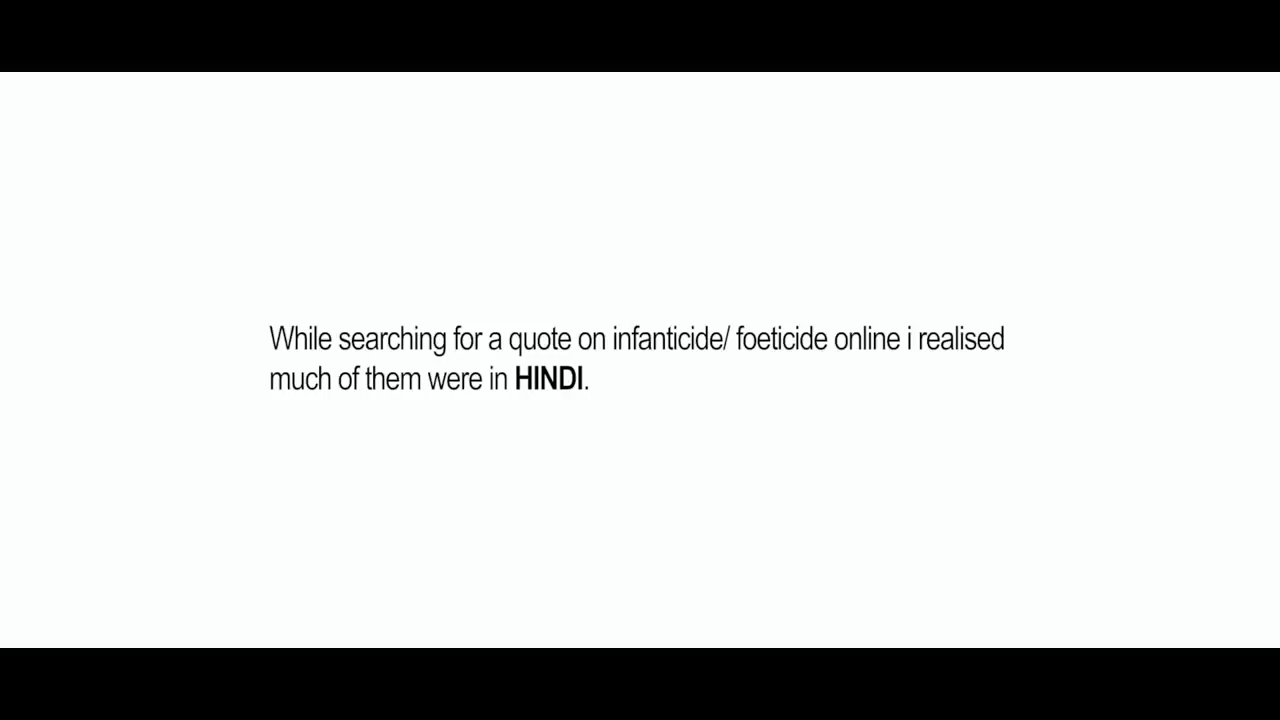 While searching for a quote on infanticide/ foeticide online i realised
much of them were in HINDI.